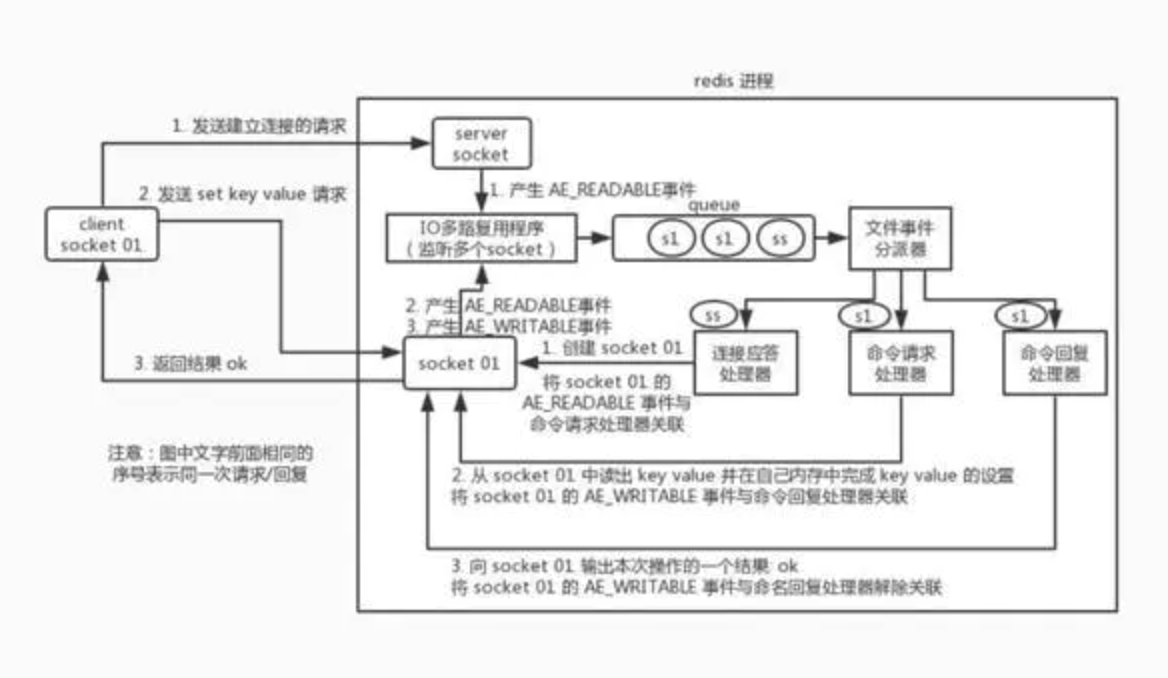 redis 进程
1. 发送建立连接的请求
server
socket
2. 发送 set key value 请求
1. 产生 AE_READABLE事件
queue
client
socket 01.
IO多路复用程序
（监听多个socket）
s1
s1
ss
文件事件
分派器
2. 产生 AE_READABLE事件
3. 产生 AE_WRITABLE事件
ss
s1
s1
socket 01
1. 创建 socket 01
连接应答
处理器
命令请求
处理器
命令回复
处理器
3. 返回结果 ok
将 socket 01 的
AE_READABLE 事件与
命令请求处理器关联
注意：图中文字前面相同的
序号表示同一次请求/回复
2. 从 socket 01 中读出 key value 并在自己内存中完成 key value 的设置
将 socket 01 的 AE_WRITABLE 事件与命令回复处理器关联
3. 向 socket 01 输出本次操作的一个结果 ok
将 socket 01 的 AE_WRITABLE 事件与命名回复处理器解除关联